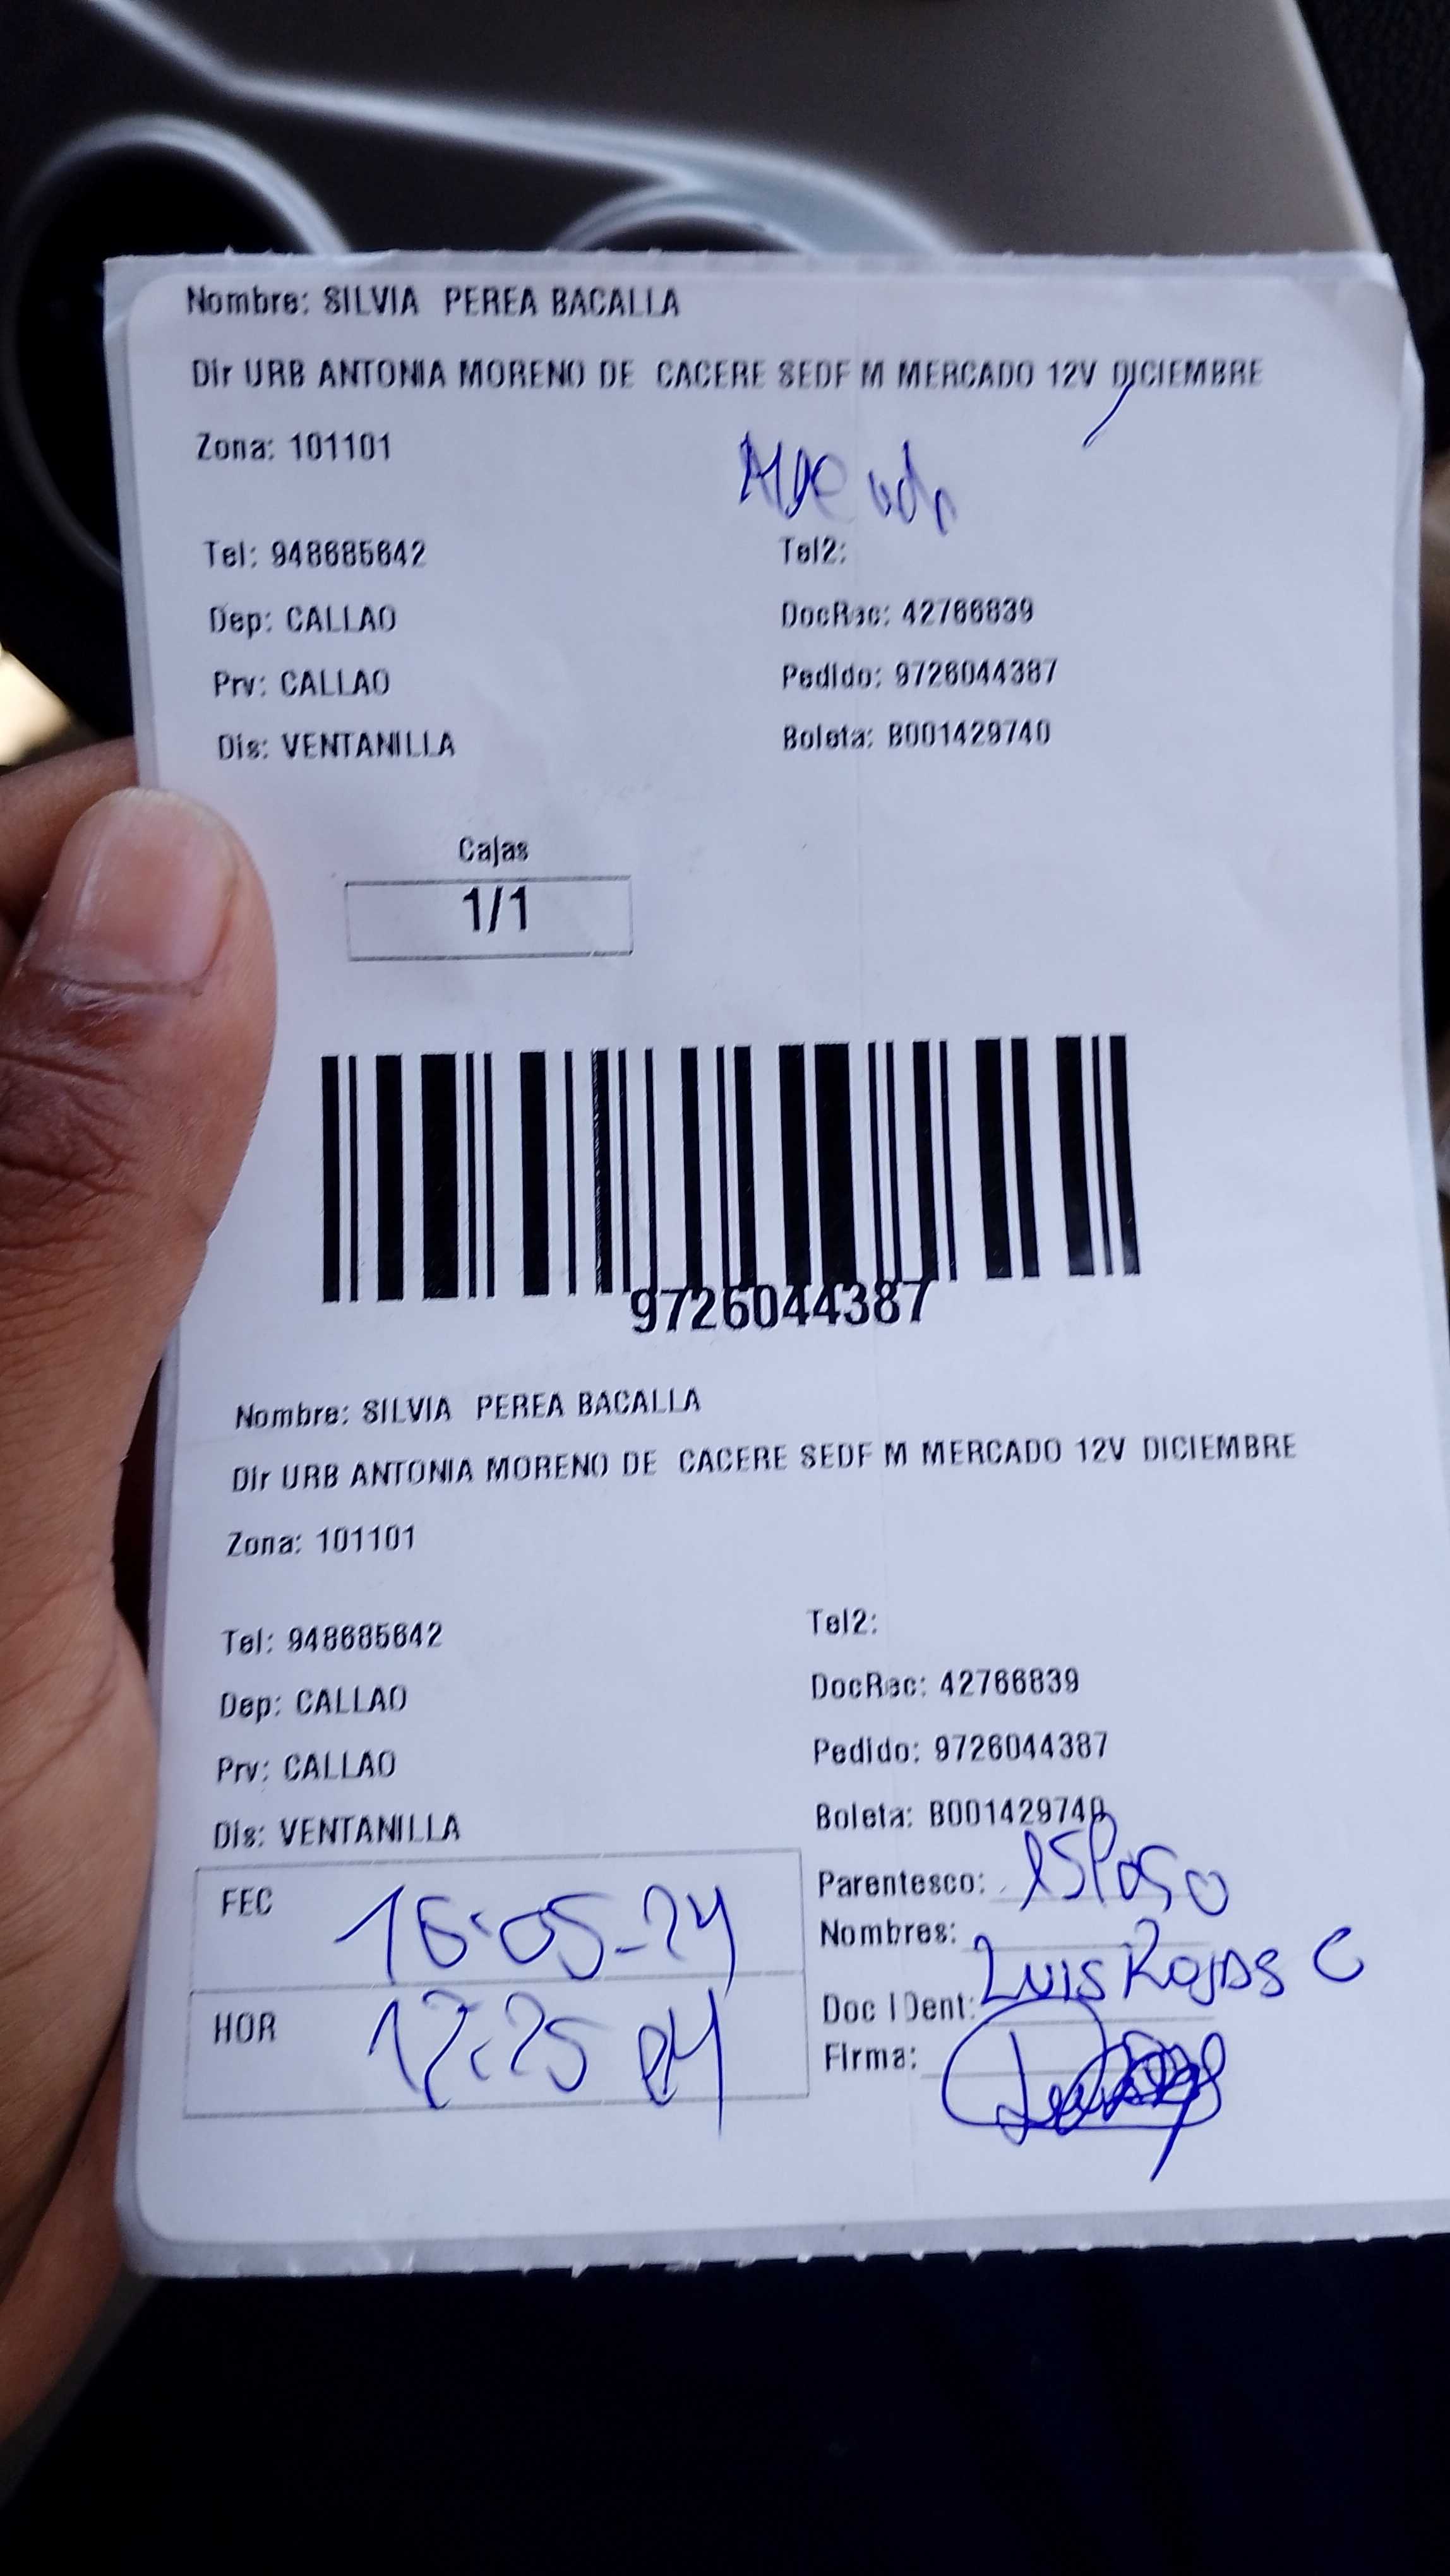 Nombre: SILVIA PEREA BACALLA
Dir URB ANTONIA MORENO DE CACERE SEDF M MERCADO 12V DICIEMBRE
Zona: 101101
Tel: 948685642 Tel2:
Dep: CALLAO DocRec: 42766839
Prv: CALLAO Pedido: 9726044387
Dis: VENTANILLA Boleta: B001429740
Cajas
1/1
9726044387
Nombre: SILVIA PEREA BACALLA
Dir URB ANTONIA MORENO DE CACERE SEDF M MERCADO 12V DICIEMBRE
Zona: 101101
Tel: 948685642 Tel2:
Dep: CALLAO DocRec: 42766839
Prv: CALLAO Pedido: 9726044387
Dis: VENTANILLA Boleta: B001429740
FEC 16-05-24 Parentesco: ESPOSO
Nombres: LUIS ROJAS C
HOR 12:25 Doc IDent:
Firma: